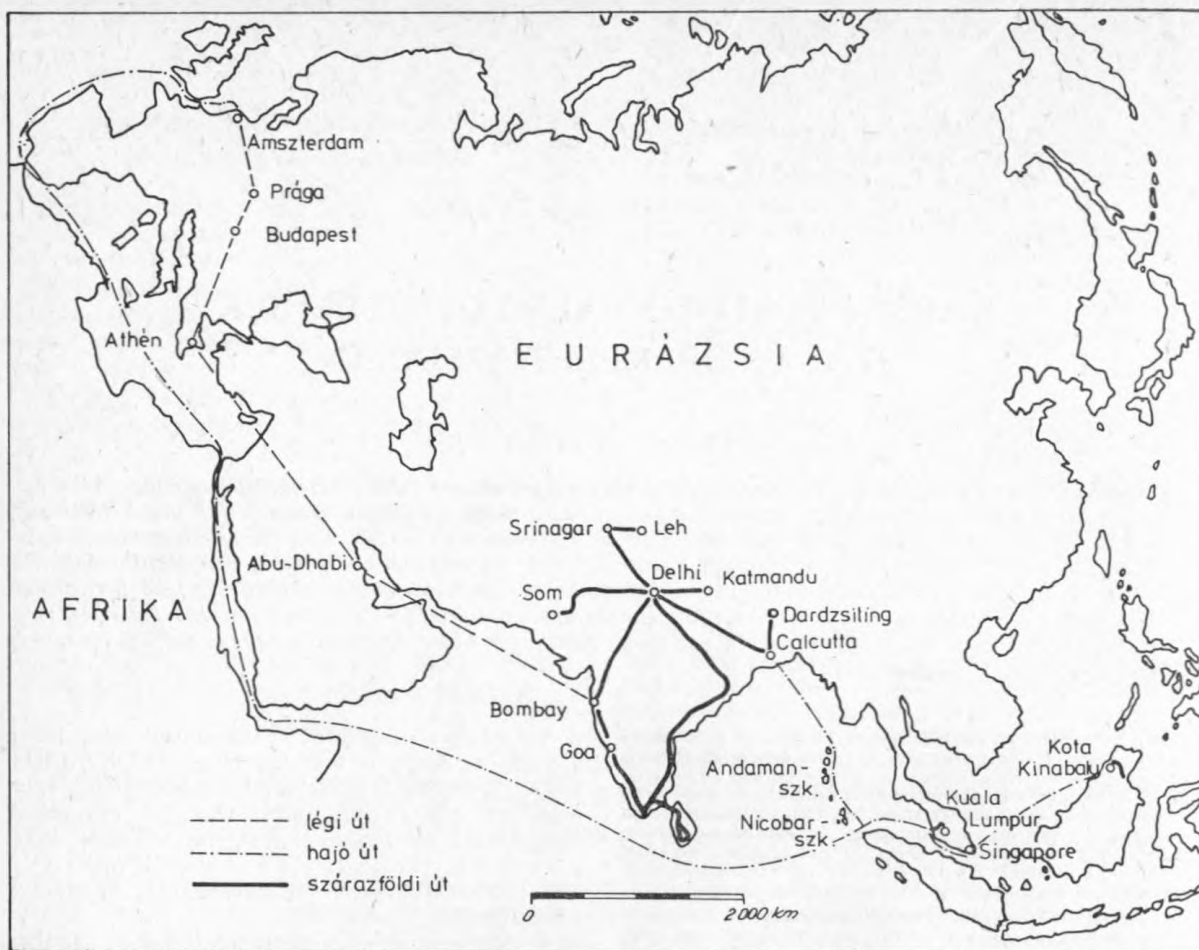 Amszterdam
Prága
Budapest
Athén
EURÁZSIA
Srinagar
Leh
Abu-Dhabi
Delhi
Katmandu
AFRIKA
Som
Dardzsiling
Calcutta
Bombay
Goa
Andaman-
szk.
Kota
Kinabalu
Kuala
Lumpur
Nicobar-
szk.
Singapore
légi út
hajó út
szárazföldi út
0
2000 km